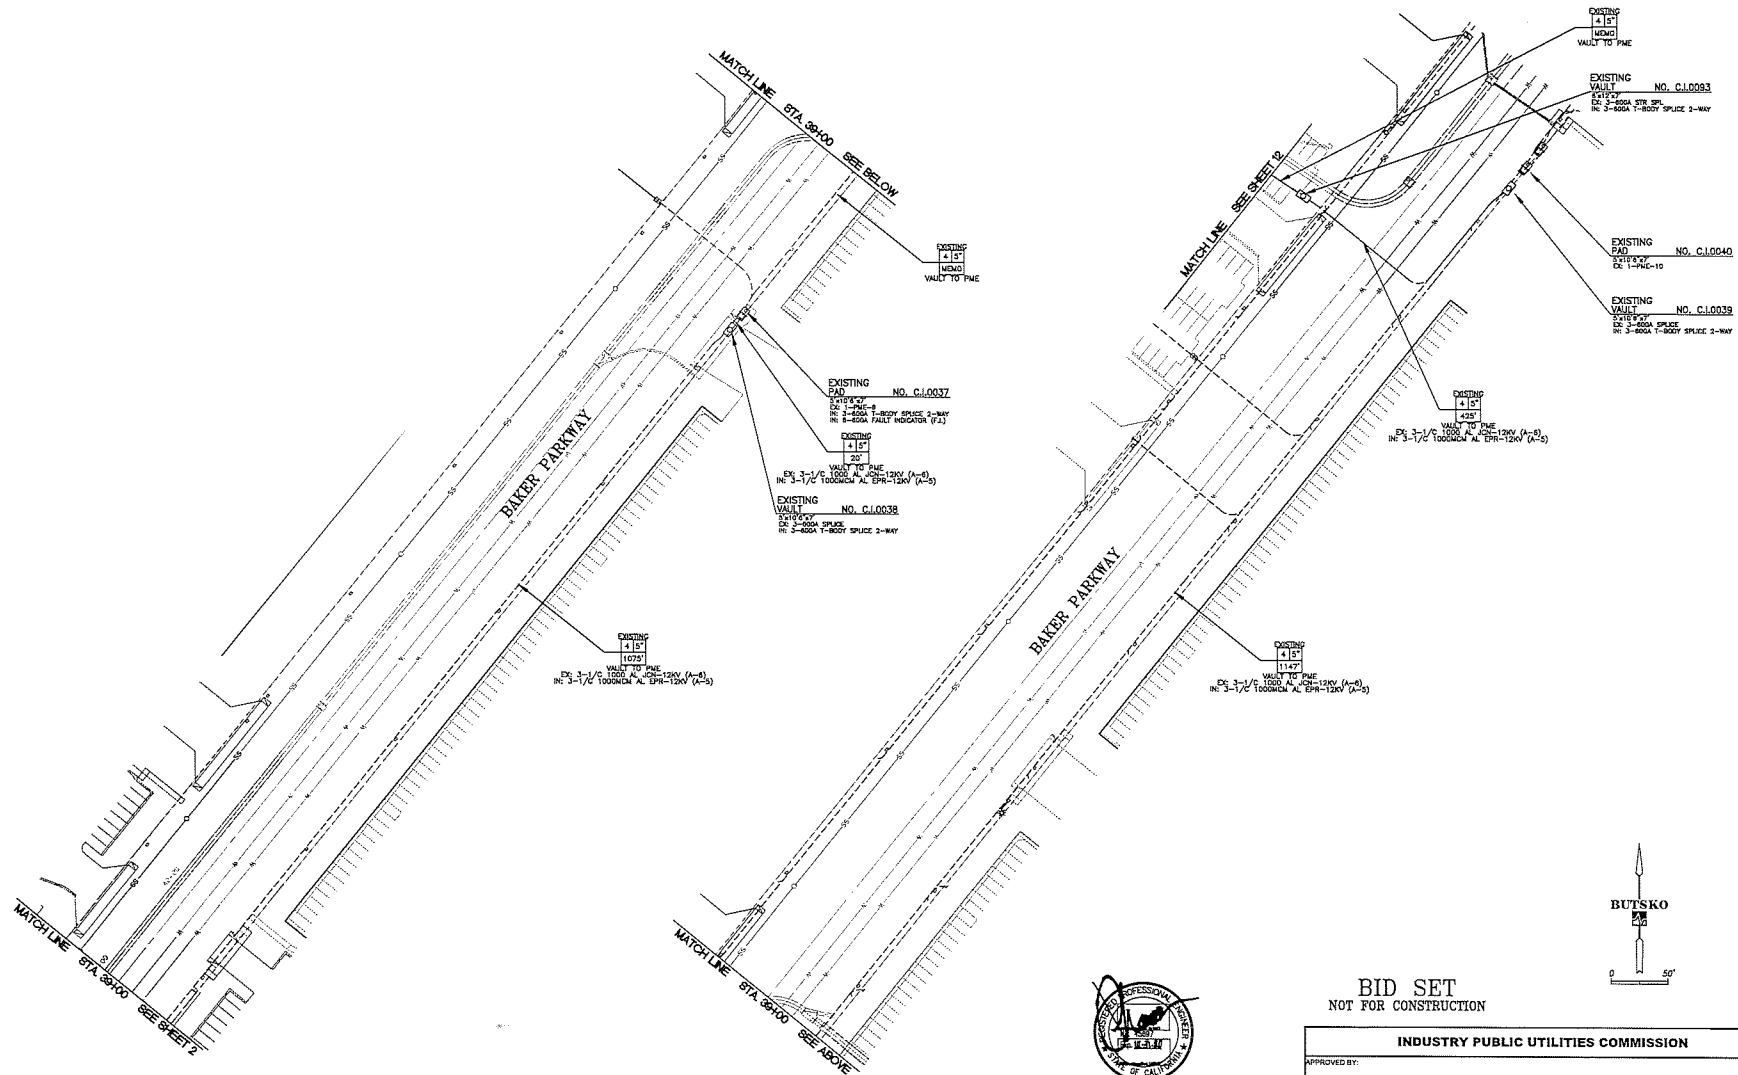 MATCH LINE STA. 39+00 SEE BELOW
EXISTING
4 5"
MEMO
VAULT TO PME
EXISTING
PAD NO. C.I.0037
5'x10'6"x7'
EX: 1-PME-9
IN: 3-600A T-BODY SPLICE 2-WAY
IN: 6-600A FAULT INDICATOR (F.I.)
EXISTING
4 5"
20'
VAULT TO PME
EX: 3-1/C 1000 AL JCN-12KV (A-6)
IN: 3-1/C 1000MCM AL EPR-12KV (A-5)
EXISTING
VAULT NO. C.I.0038
5'x10'6"x7'
EX: 3-600A SPLICE
IN: 3-600A T-BODY SPLICE 2-WAY
BAKER PARKWAY
EXISTING
4 5"
1075'
VAULT TO PME
EX: 3-1/C 1000 AL JCN-12KV (A-6)
IN: 3-1/C 1000MCM AL EPR-12KV (A-5)
MATCH LINE STA. 39+00 SEE SHEET 2
EXISTING
4 5"
MEMO
VAULT TO PME
EXISTING
VAULT NO. C.I.0093
EX: 3-600A STR SPL
IN: 3-600A T-BODY SPLICE 2-WAY
MATCH LINE SEE SHEET 12
EXISTING
PAD NO. C.I.0040
5'x10'6"x7'
EX: 1-PME-10
EXISTING
VAULT NO. C.I.0039
5'x10'6"x7'
EX: 3-600A SPLICE
IN: 3-600A T-BODY SPLICE 2-WAY
EXISTING
4 5"
425'
VAULT TO PME
EX: 3-1/C 1000 AL JCN-12KV (A-6)
IN: 3-1/C 1000MCM AL EPR-12KV (A-5)
BAKER PARKWAY
EXISTING
4 5"
1147'
VAULT TO PME
EX: 3-1/C 1000 AL JCN-12KV (A-6)
IN: 3-1/C 1000MCM AL EPR-12KV (A-5)
MATCH LINE STA. 39+00 SEE ABOVE
BUTSKO
0 50'
REGISTERED PROFESSIONAL ENGINEER
STATE OF CALIFORNIA
BID SET
NOT FOR CONSTRUCTION
INDUSTRY PUBLIC UTILITIES COMMISSION
APPROVED BY: